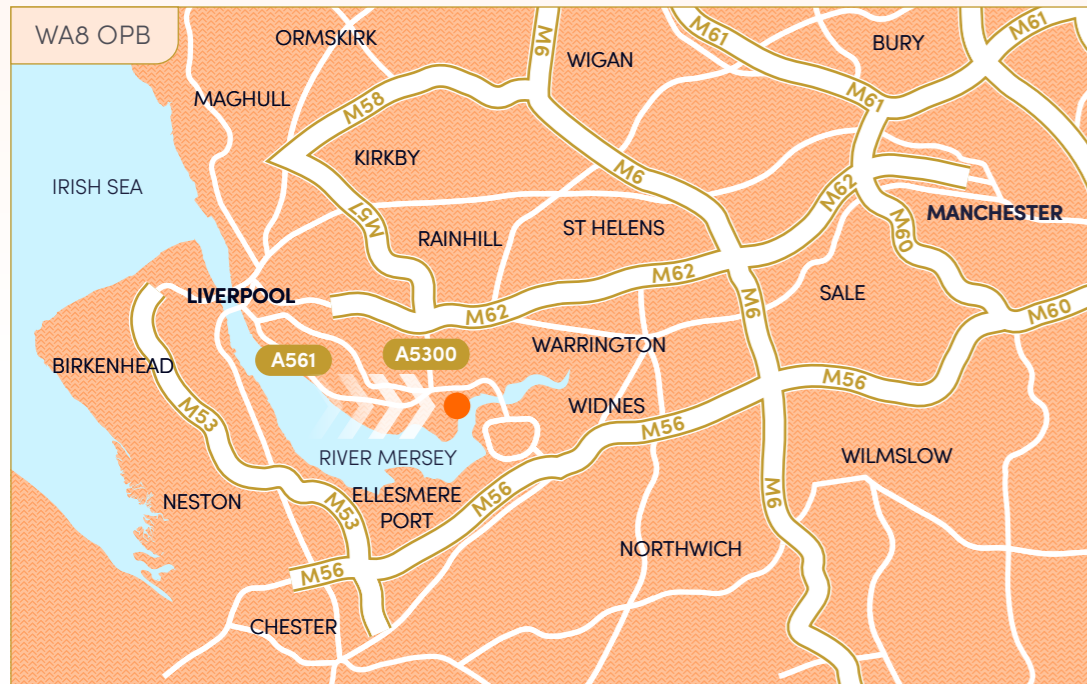 WA8 OPB
ORMSKIRK
M6
WIGAN
M61
BURY
M61
MAGHULL
M58
M61
KIRKBY
IRISH SEA
M6
M62
MANCHESTER
M57
RAINHILL
ST HELENS
M60
M62
LIVERPOOL
M6
SALE
M62
M60
A561
A5300
WARRINGTON
BIRKENHEAD
M56
M53
WIDNES
M56
RIVER MERSEY
WILMSLOW
NESTON
M53
ELLESMERE
PORT
M56
M6
NORTHWICH
M56
CHESTER